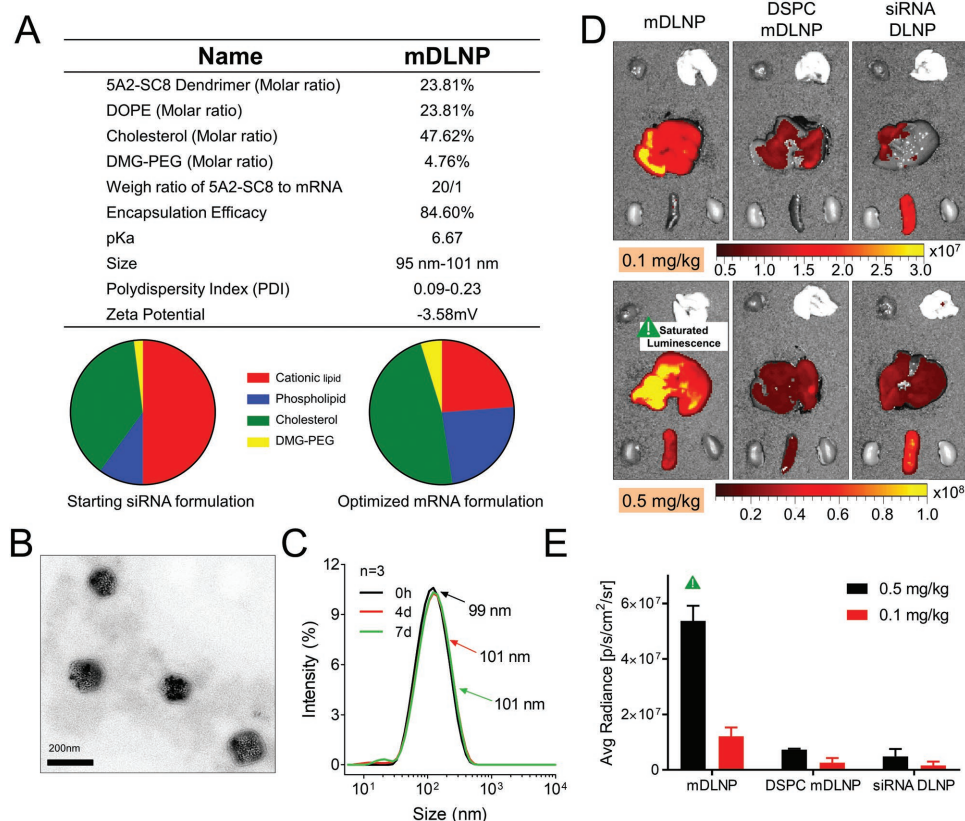 A
Name mDLNP
5A2-SC8 Dendrimer (Molar ratio) 23.81%
DOPE (Molar ratio) 23.81%
Cholesterol (Molar ratio) 47.62%
DMG-PEG (Molar ratio) 4.76%
Weigh ratio of 5A2-SC8 to mRNA 20/1
Encapsulation Efficacy 84.60%
pKa 6.67
Size 95 nm-101 nm
Polydispersity Index (PDI) 0.09-0.23
Zeta Potential -3.58mV
Cationic lipid
Phospholipid
Cholesterol
DMG-PEG
Starting siRNA formulation
Optimized mRNA formulation
B
200nm
C
n=3
0h
4d
7d
99 nm
101 nm
101 nm
Intensity (%)
12
9
6
3
0
10¹ 10² 10³ 10⁴
Size (nm)
D
mDLNP
DSPC
mDLNP
siRNA
DLNP
0.1 mg/kg
x10⁷
0.5 1.0 1.5 2.0 2.5 3.0
! Saturated
Luminescence
0.5 mg/kg
x10⁸
0.2 0.4 0.6 0.8 1.0
E
!
0.5 mg/kg
0.1 mg/kg
Avg Radiance [p/s/cm²/sr]
6×10⁷
4×10⁷
2×10⁷
0
mDLNP DSPC mDLNP siRNA DLNP